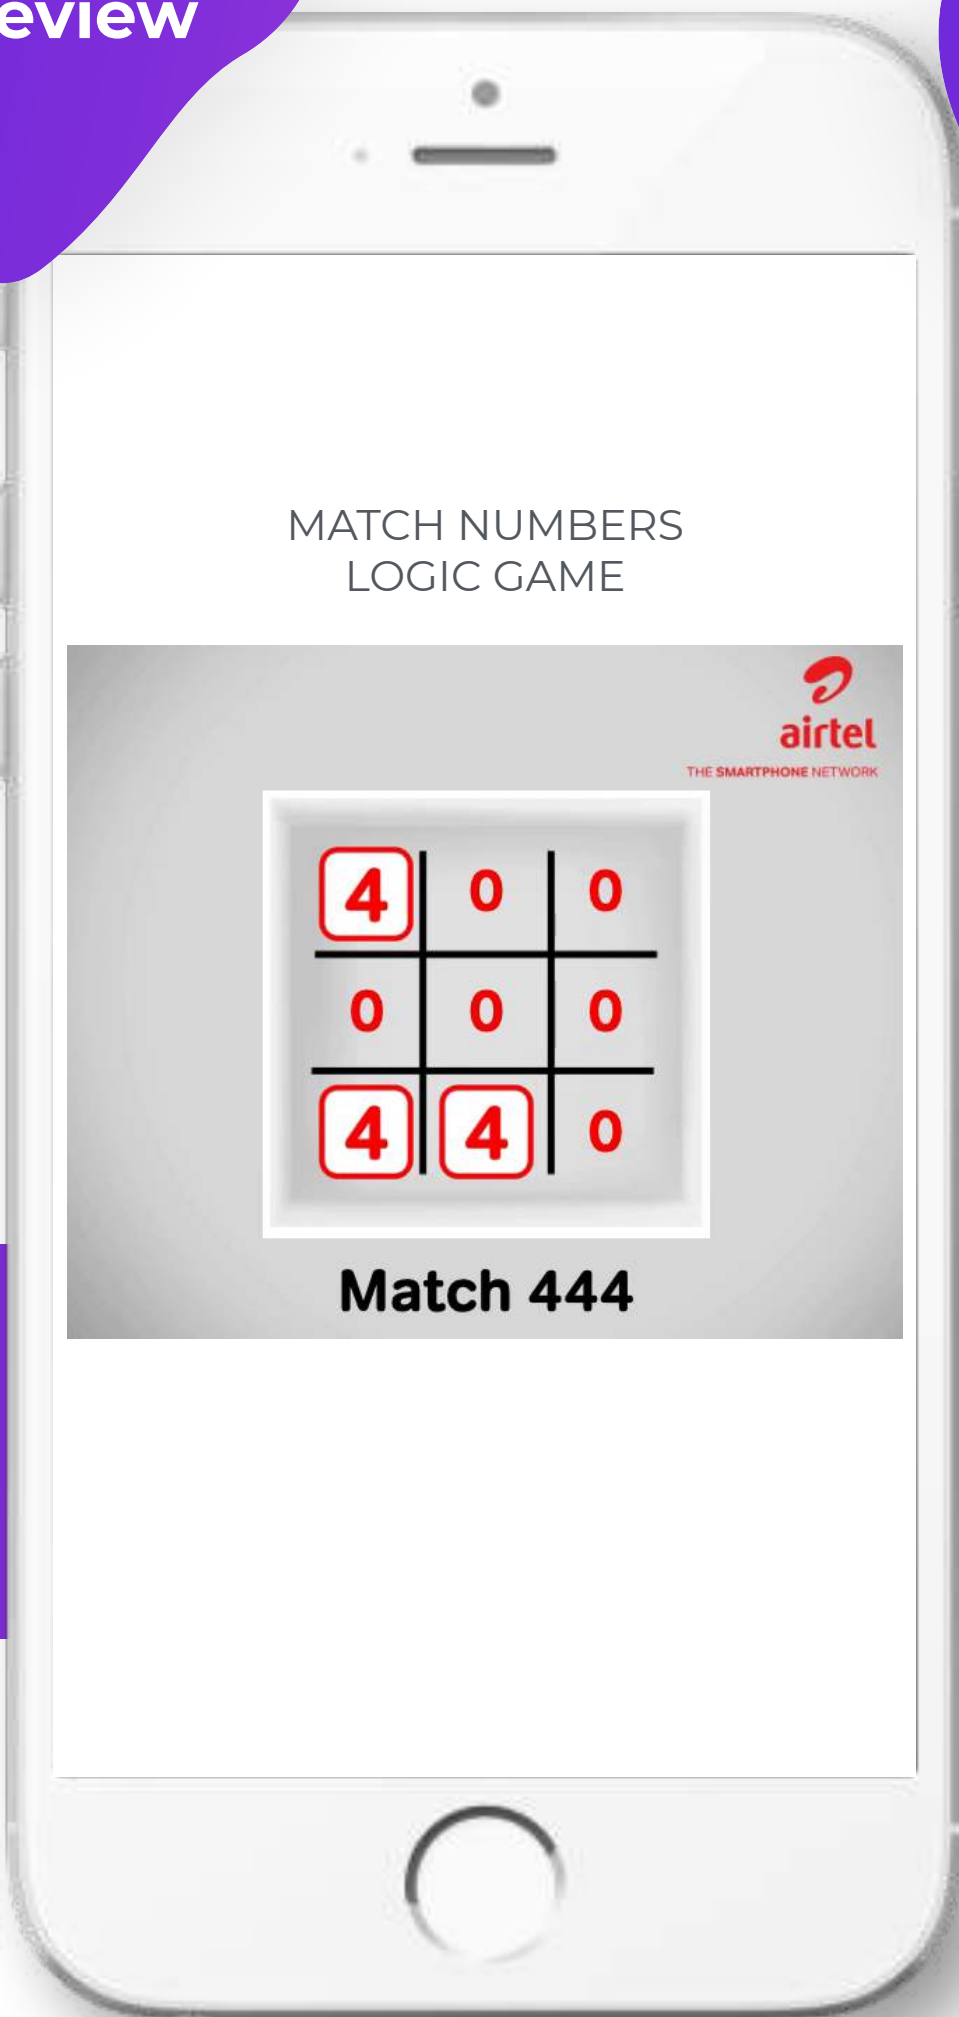 eview
MATCH NUMBERS
LOGIC GAME
airtel
THE SMARTPHONE NETWORK
4 0 0
0 0 0
4 4 0
Match 444